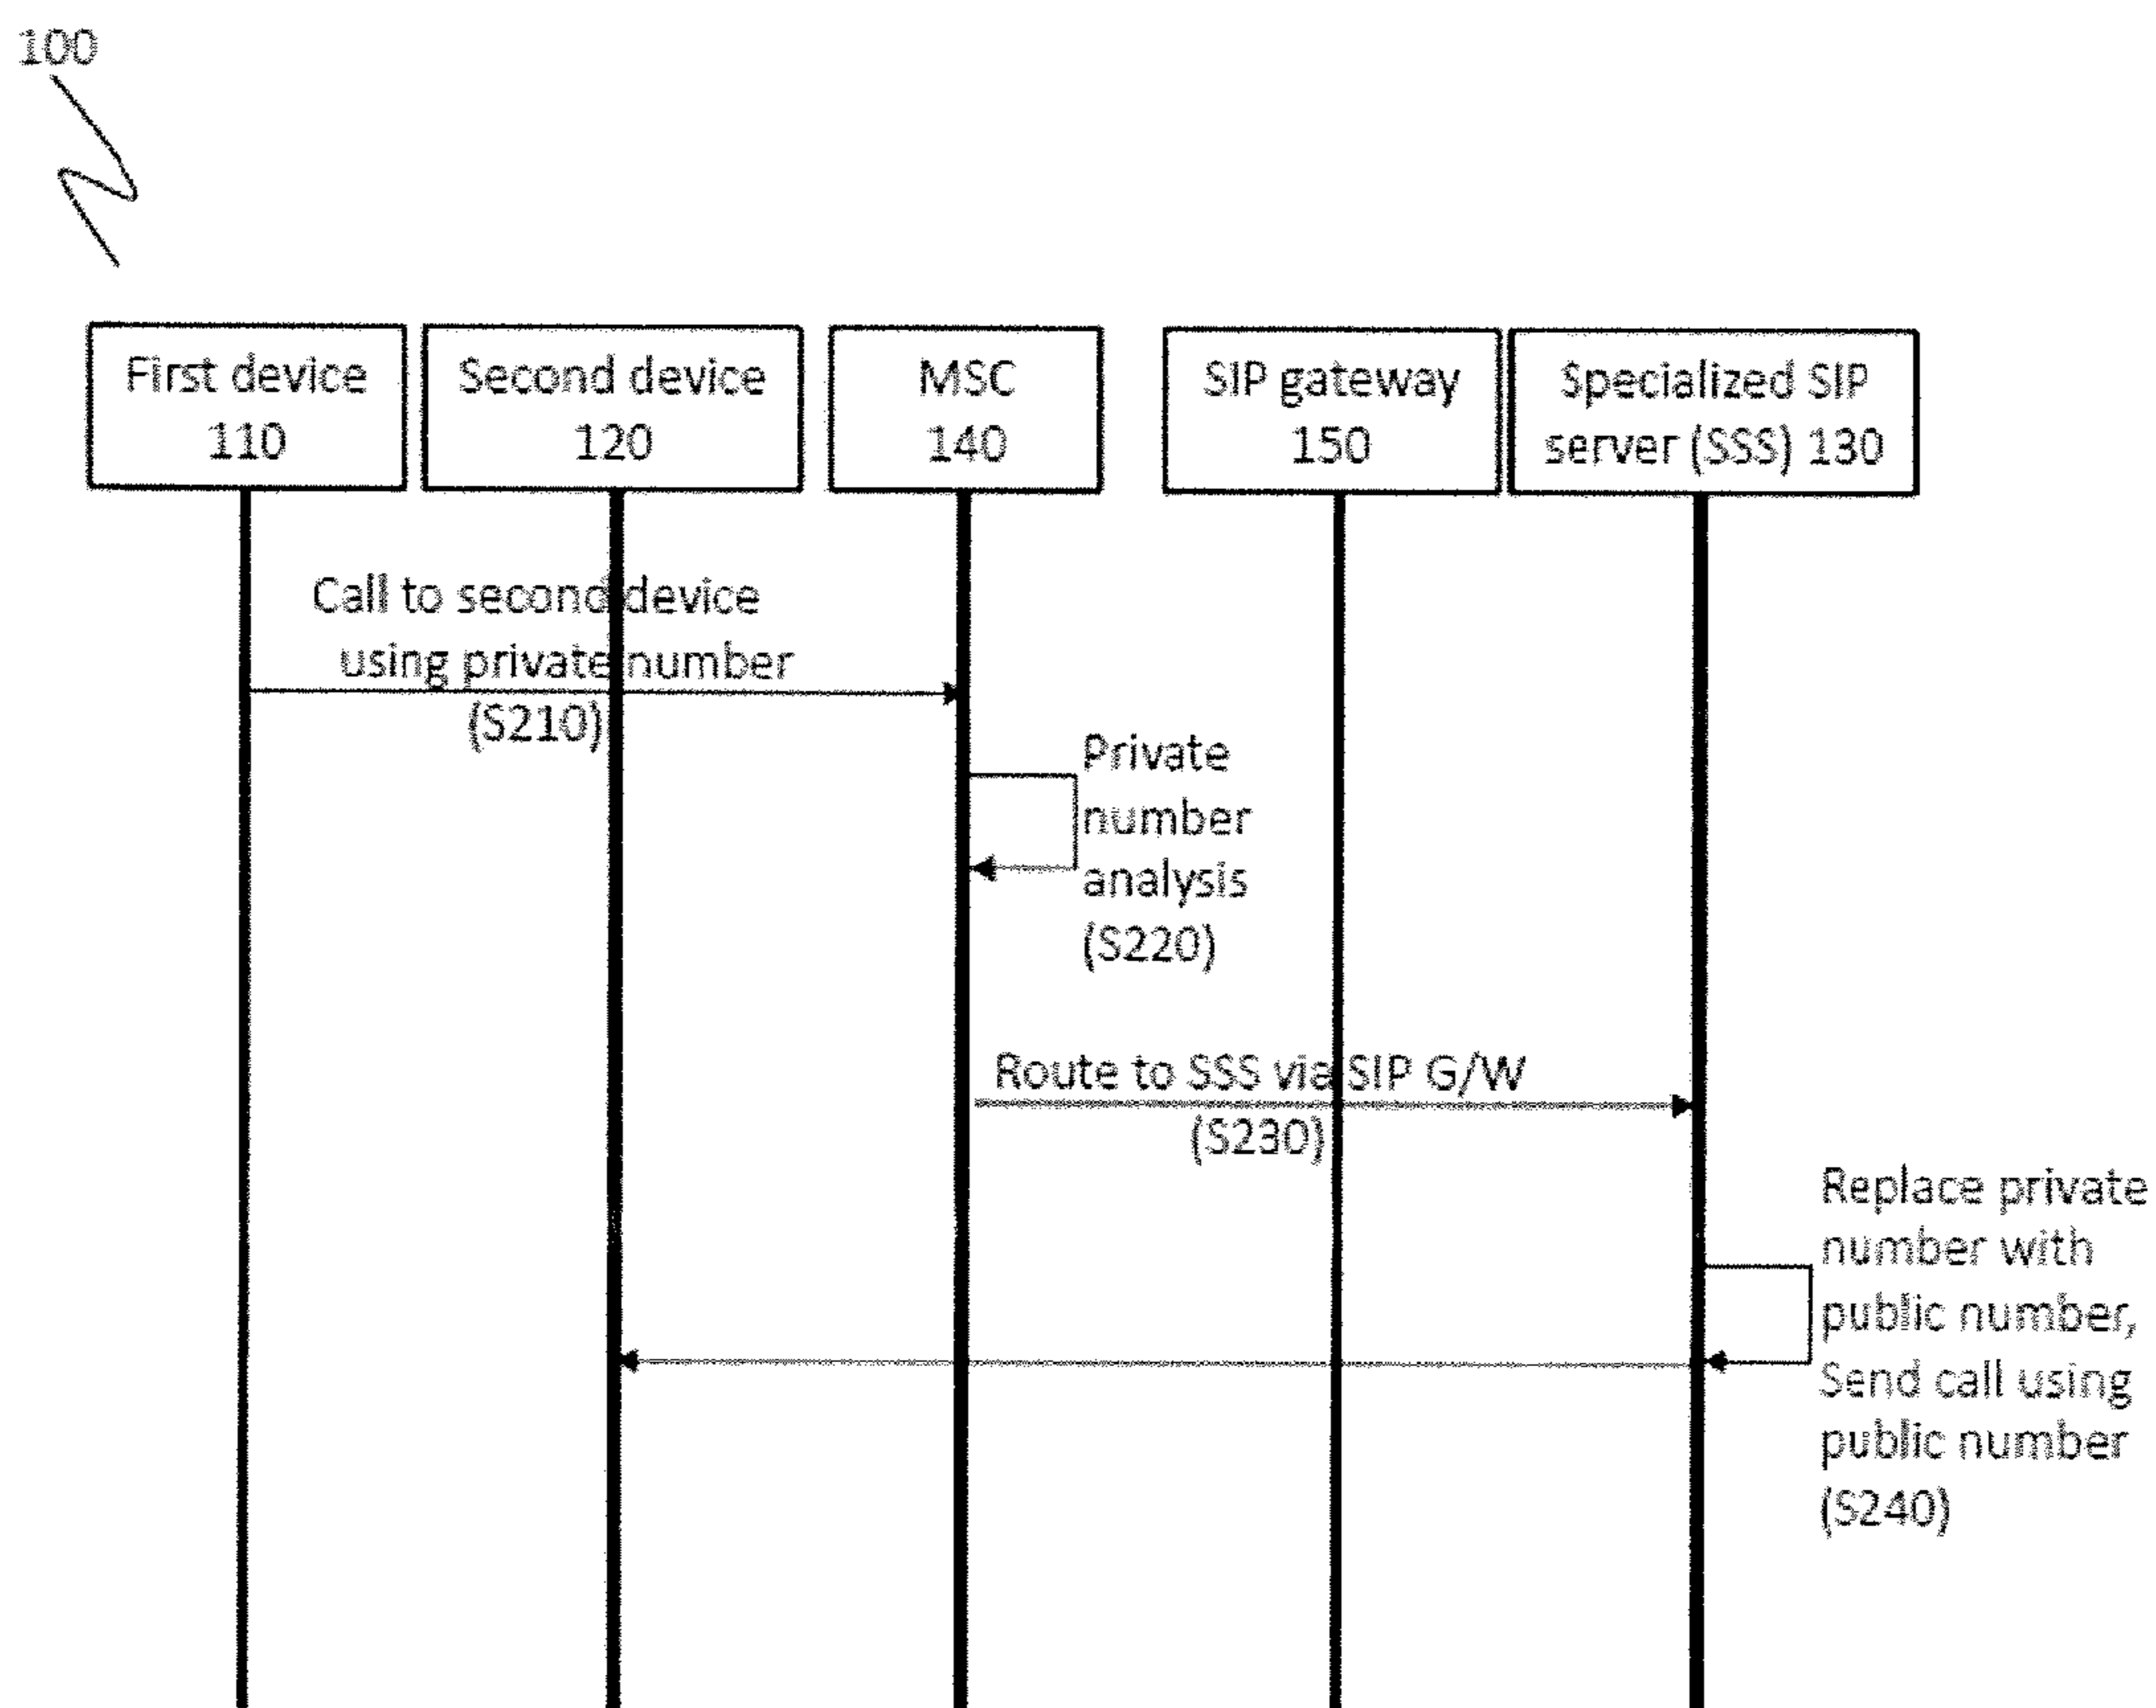 100
First device
110
Second device
120
MSC
140
SIP gateway
150
Specialized SIP
server (SSS) 130
Call to second device
using private number
(S210)
Private
number
analysis
(S220)
Route to SSS via SIP G/W
(S230)
Replace private
number with
public number,
Send call using
public number
(S240)